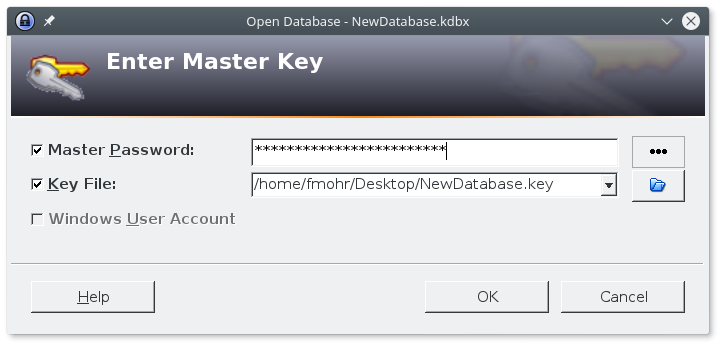 Open Database - NewDatabase.kdbx
Enter Master Key
Master Password: ************************
Key File: /home/fmohr/Desktop/NewDatabase.key
Windows User Account
Help OK Cancel